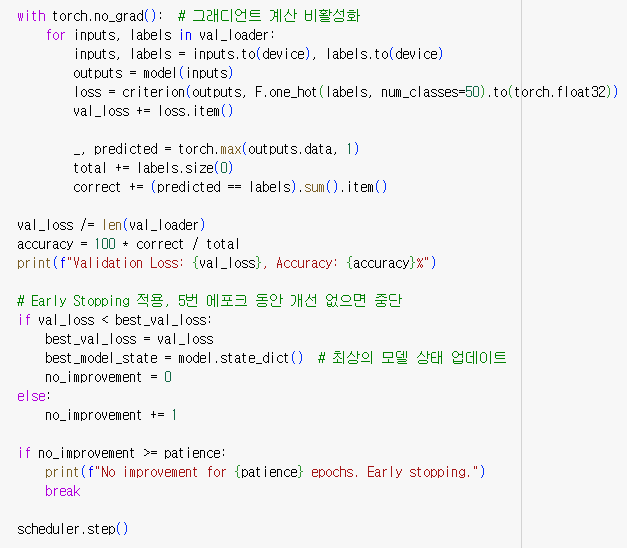 with torch.no_grad():  # 그래디언트 계산 비활성화
    for inputs, labels in val_loader:
        inputs, labels = inputs.to(device), labels.to(device)
        outputs = model(inputs)
        loss = criterion(outputs, F.one_hot(labels, num_classes=50).to(torch.float32))
        val_loss += loss.item()

        _, predicted = torch.max(outputs.data, 1)
        total += labels.size(0)
        correct += (predicted == labels).sum().item()

val_loss /= len(val_loader)
accuracy = 100 * correct / total
print(f"Validation Loss: {val_loss}, Accuracy: {accuracy}%")

# Early Stopping 적용, 5번 에포크 동안 개선 없으면 중단
if val_loss < best_val_loss:
    best_val_loss = val_loss
    best_model_state = model.state_dict()  # 최상의 모델 상태 업데이트
    no_improvement = 0
else:
    no_improvement += 1

if no_improvement >= patience:
    print(f"No improvement for {patience} epochs. Early stopping.")
    break

scheduler.step()